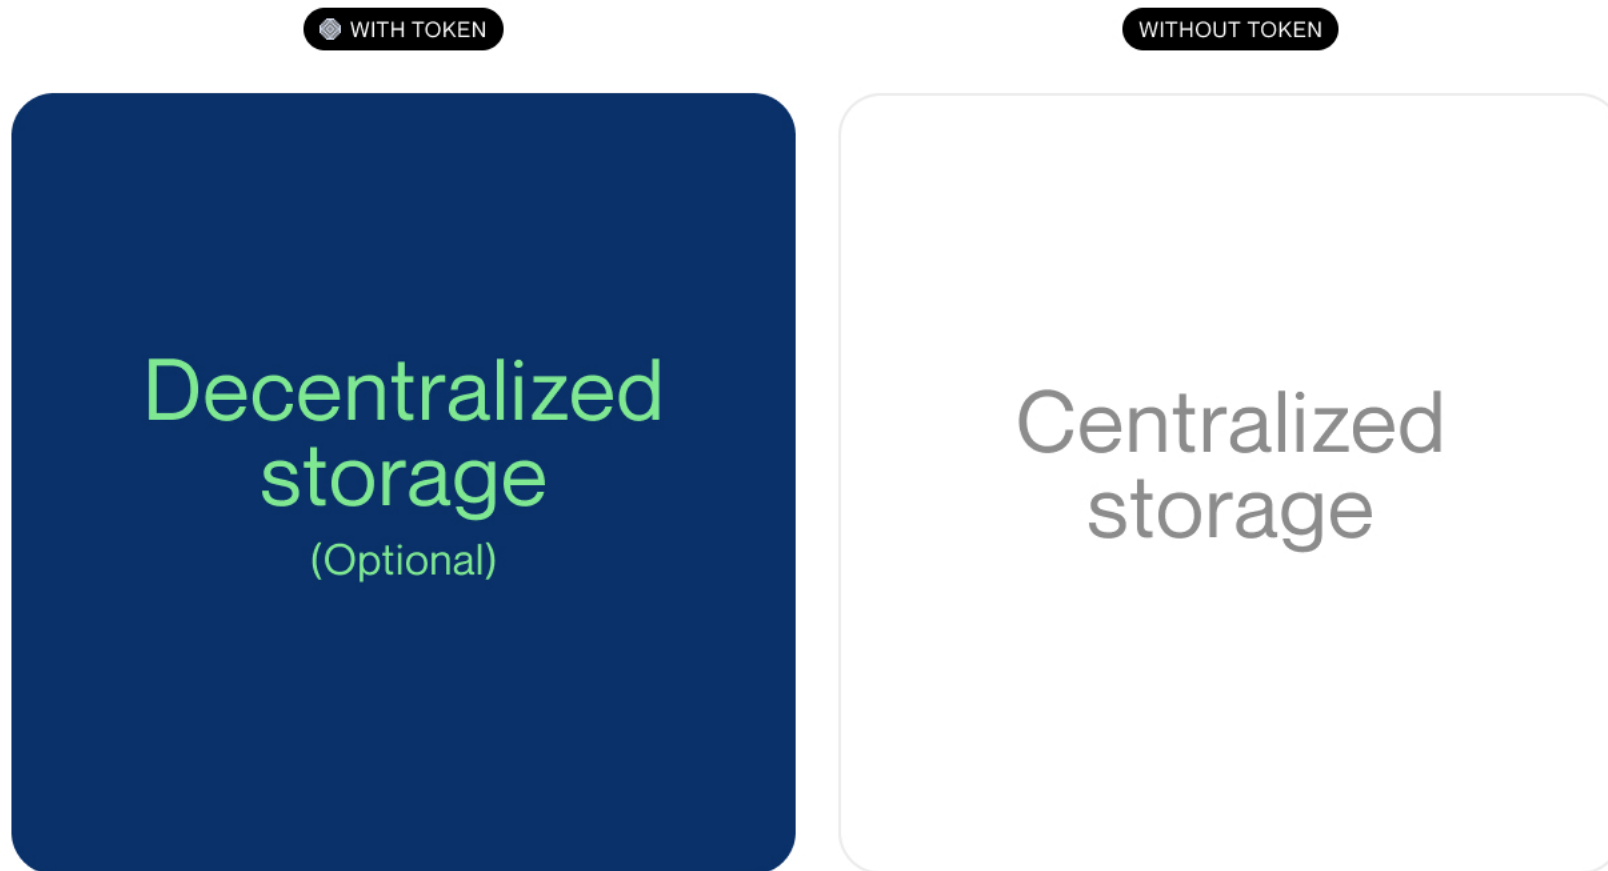 WITH TOKEN
WITHOUT TOKEN
Decentralized
storage
(Optional)
Centralized
storage